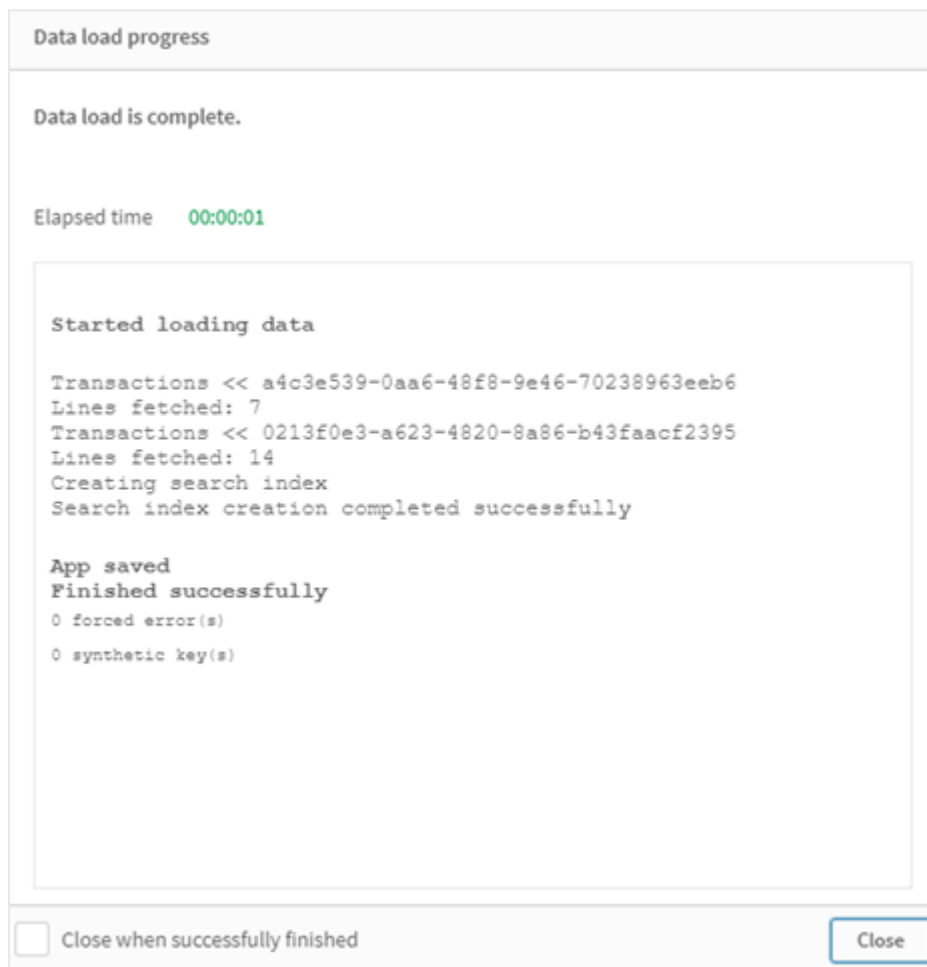 Data load progress
Data load is complete.
Elapsed time 00:00:01
Started loading data
Transactions << a4c3e539-0aa6-48f8-9e46-70238963eeb6
Lines fetched: 7
Transactions << 0213f0e3-a623-4820-8a86-b43faacf2395
Lines fetched: 14
Creating search index
Search index creation completed successfully
App saved
Finished successfully
0 forced error(s)
0 synthetic key(s)
Close when successfully finished Close